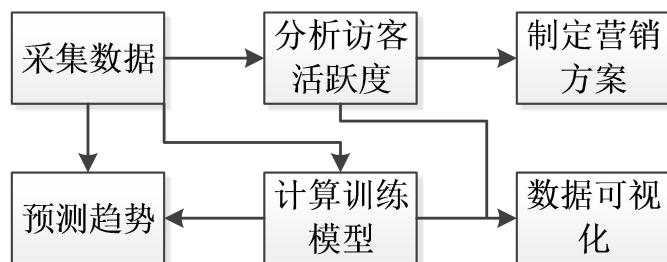 采集数据
分析访客
活跃度
制定营销
方案
预测趋势
计算训练
模型
数据可视
化